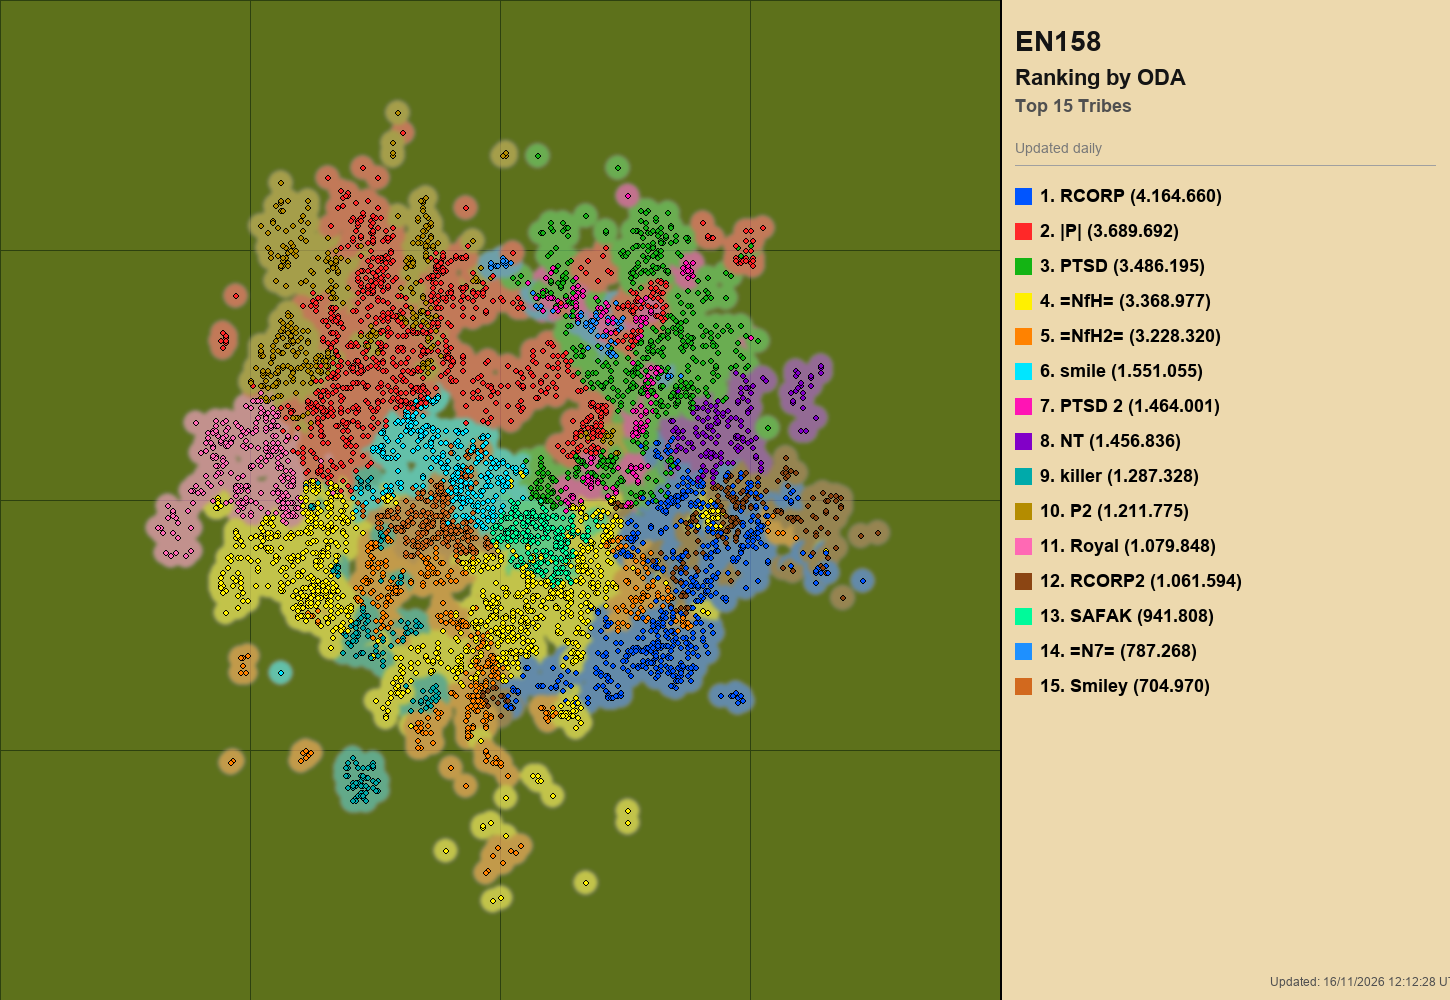 EN158
Ranking by ODA
Top 15 Tribes
Updated daily
1. RCORP (4.164.660)
2. |P| (3.689.692)
3. PTSD (3.486.195)
4. =NfH= (3.368.977)
5. =NfH2= (3.228.320)
6. smile (1.551.055)
7. PTSD 2 (1.464.001)
8. NT (1.456.836)
9. killer (1.287.328)
10. P2 (1.211.775)
11. Royal (1.079.848)
12. RCORP2 (1.061.594)
13. SAFAK (941.808)
14. =N7= (787.268)
15. Smiley (704.970)
Updated: 16/11/2026 12:12:28 U